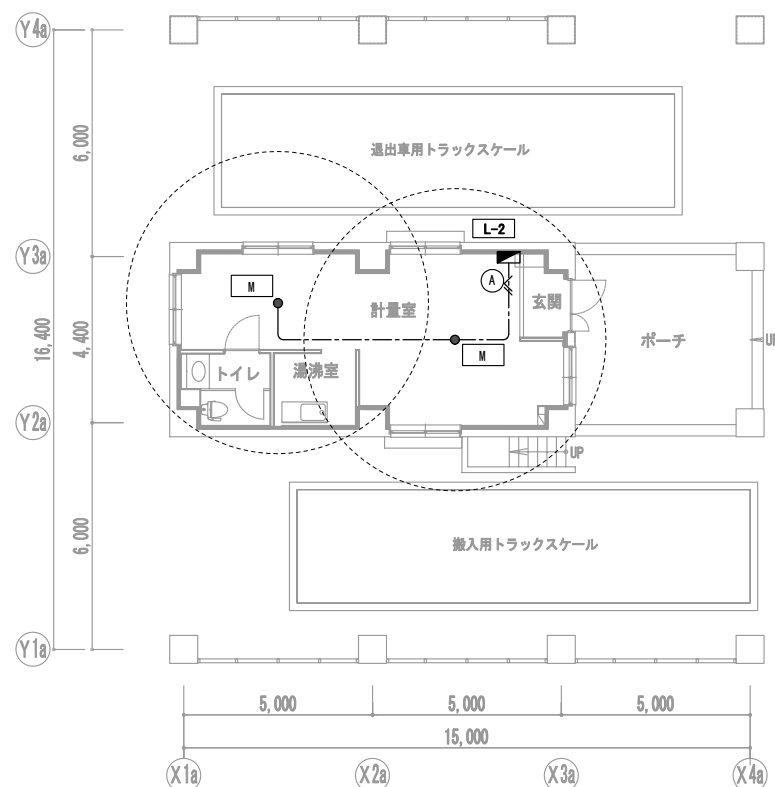 Y4a
6,000
退出車用トラックスケール
L-2
Y3a
A
M
玄関
計量室
16,400
4,400
ポーチ
UP
M
トイレ
湯沸室
Y2a
UP
6,000
搬入用トラックスケール
Y1a
5,000
5,000
5,000
15,000
X1a
X2a
X3a
X4a